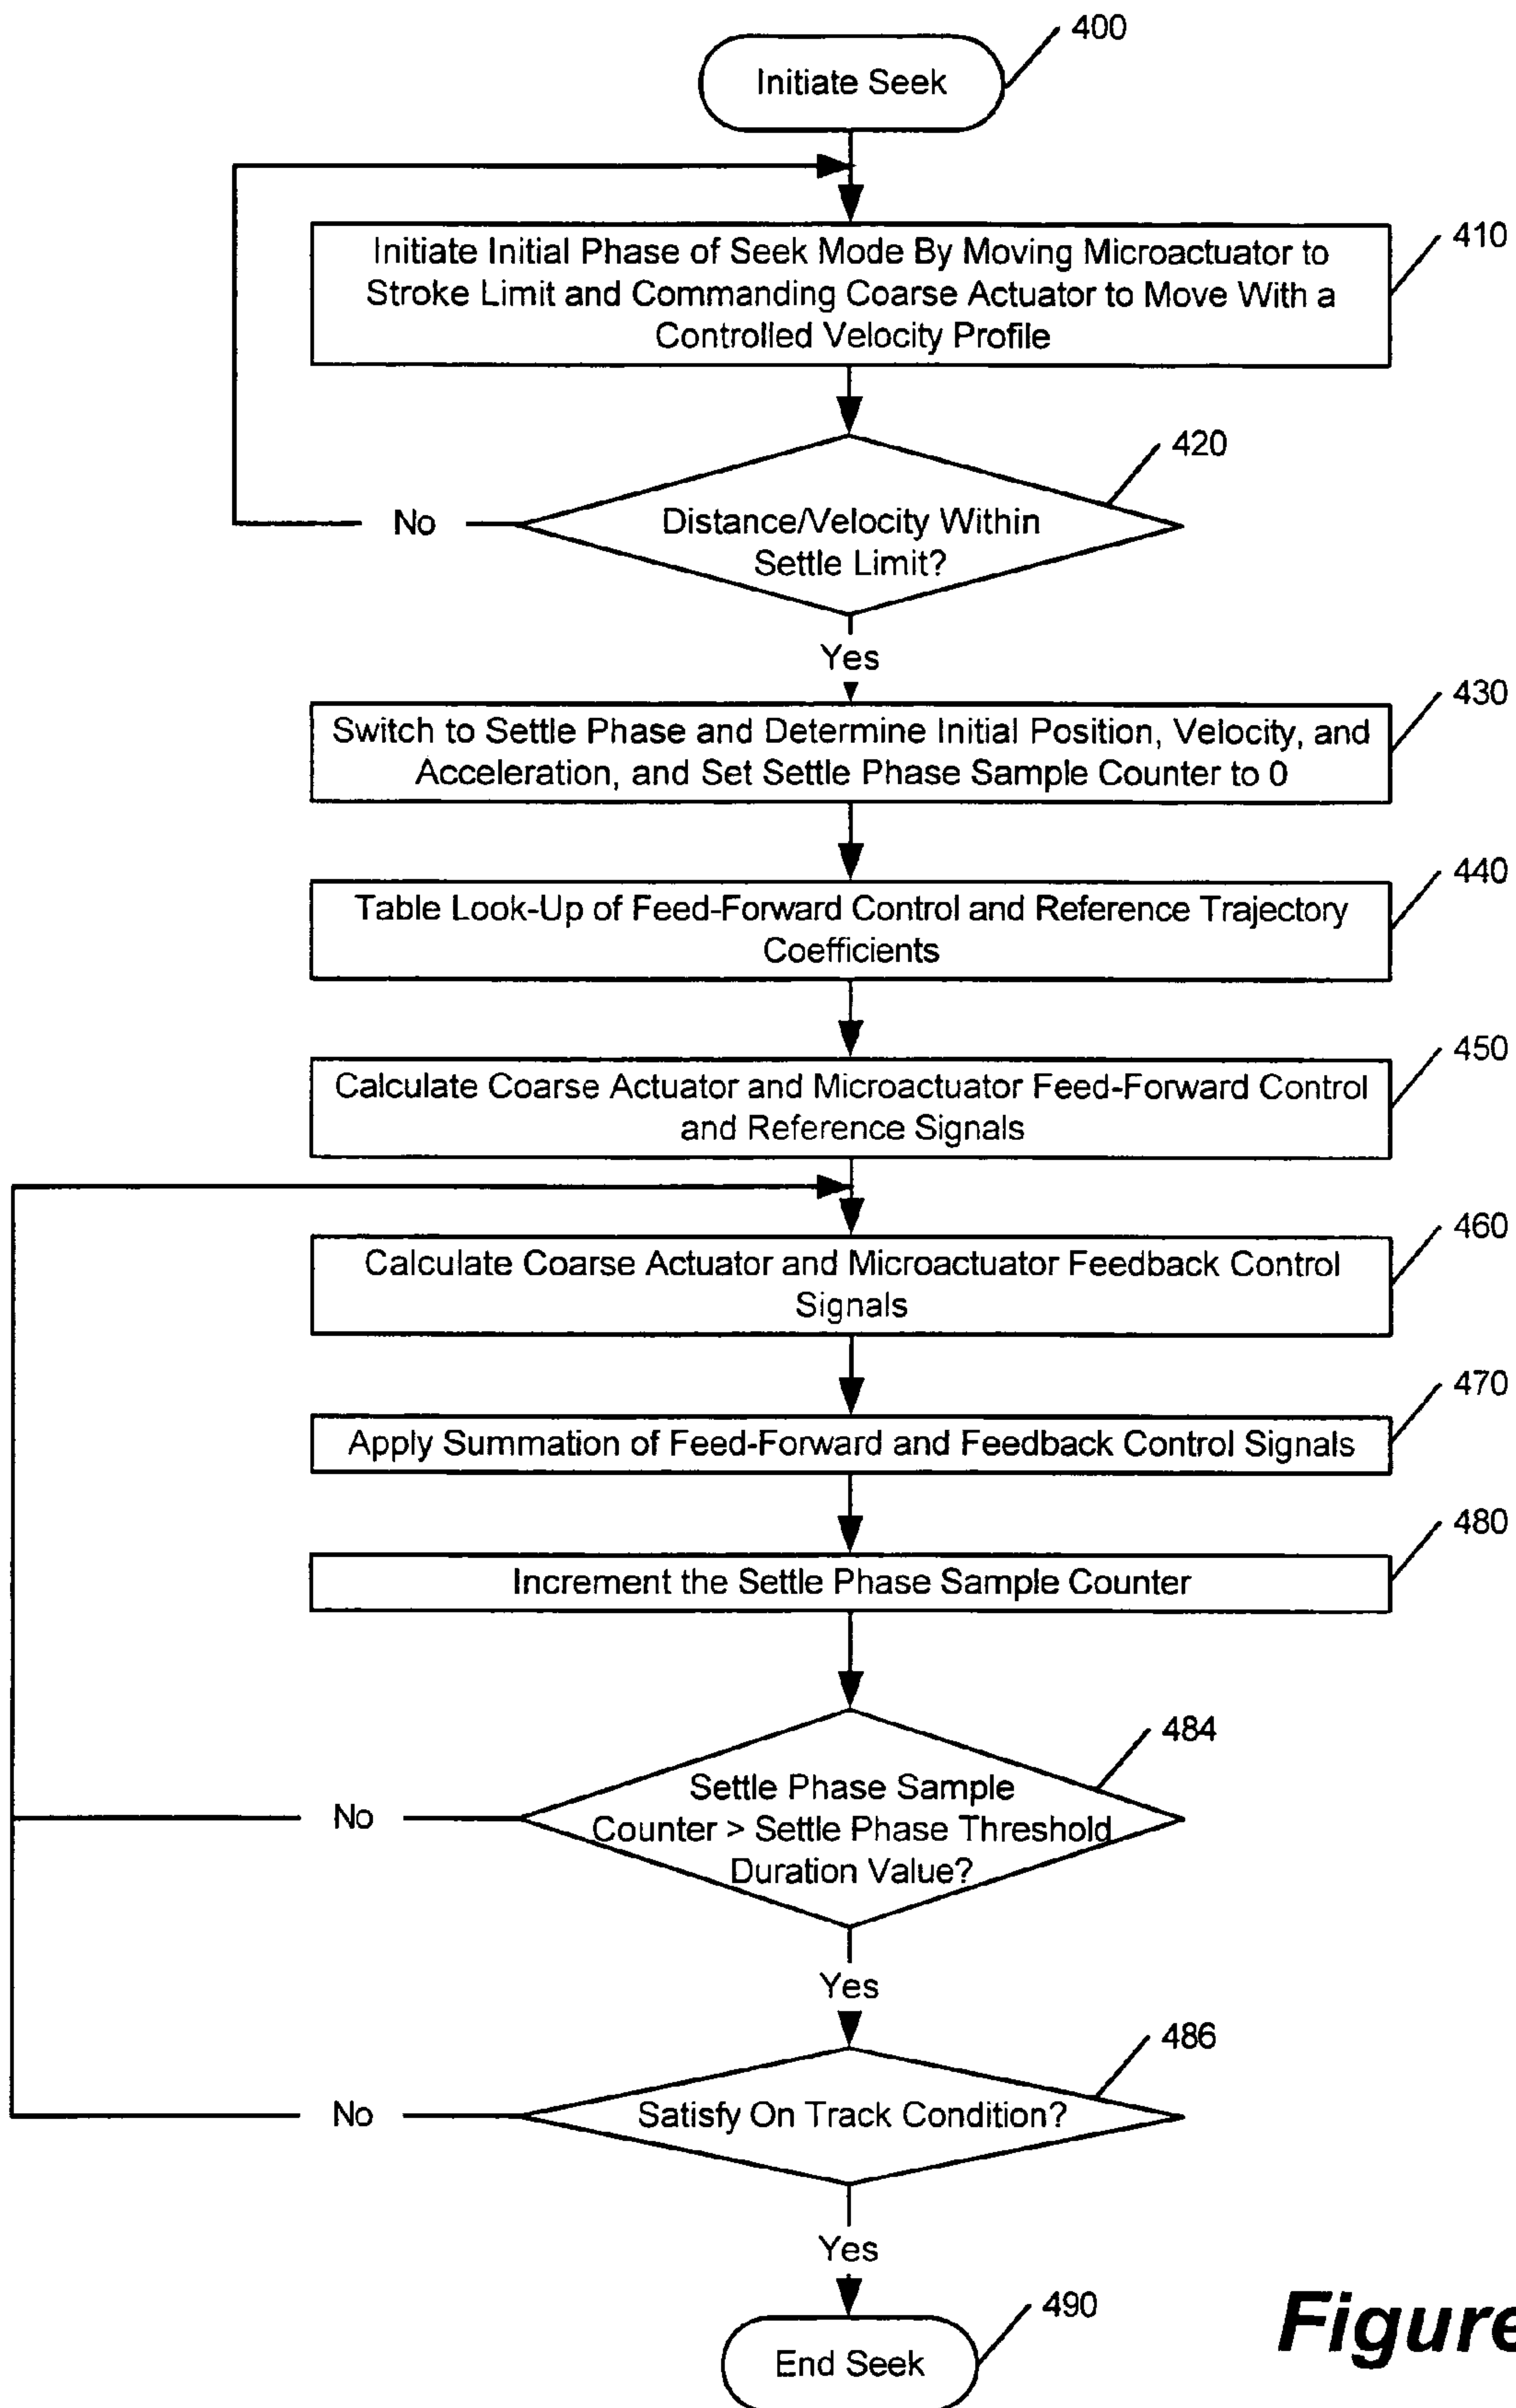 400
Initiate Seek
410
Initiate Initial Phase of Seek Mode By Moving Microactuator to
Stroke Limit and Commanding Coarse Actuator to Move With a
Controlled Velocity Profile
420
Distance/Velocity Within
Settle Limit?
No
Yes
430
Switch to Settle Phase and Determine Initial Position, Velocity, and
Acceleration, and Set Settle Phase Sample Counter to 0
440
Table Look-Up of Feed-Forward Control and Reference Trajectory
Coefficients
450
Calculate Coarse Actuator and Microactuator Feed-Forward Control
and Reference Signals
460
Calculate Coarse Actuator and Microactuator Feedback Control
Signals
470
Apply Summation of Feed-Forward and Feedback Control Signals
480
Increment the Settle Phase Sample Counter
484
Settle Phase Sample
Counter > Settle Phase Threshold
Duration Value?
No
Yes
486
Satisfy On Track Condition?
No
Yes
490
End Seek
Figure